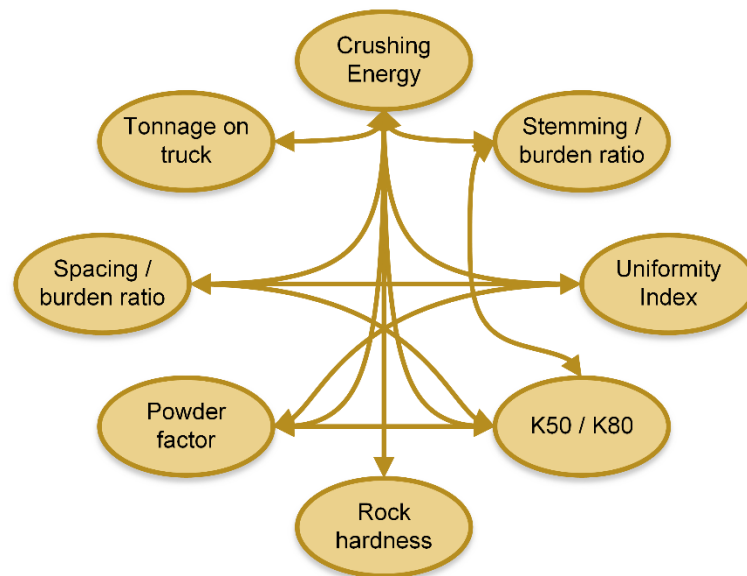 Crushing
Energy
Tonnage on
truck
Stemming /
burden ratio
Spacing /
burden ratio
Uniformity
Index
Powder
factor
K50 / K80
Rock
hardness